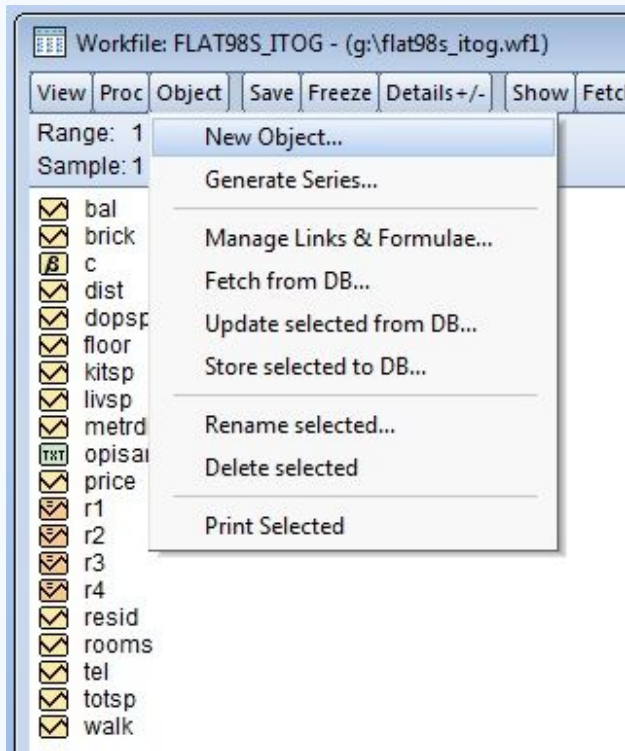 Workfile: FLAT98S_ITOG - (g:\flat98s_itog.wf1)
View Proc Object Save Freeze Details+/- Show Fetc
Range: 1
Sample: 1
New Object...
Generate Series...
Manage Links & Formulae...
Fetch from DB...
Update selected from DB...
Store selected to DB...
Rename selected...
Delete selected
Print Selected
bal
brick
β c
dist
dopsp
floor
kitsp
livsp
metrd
TXT opisa
price
r1
r2
r3
r4
resid
rooms
tel
totsp
walk